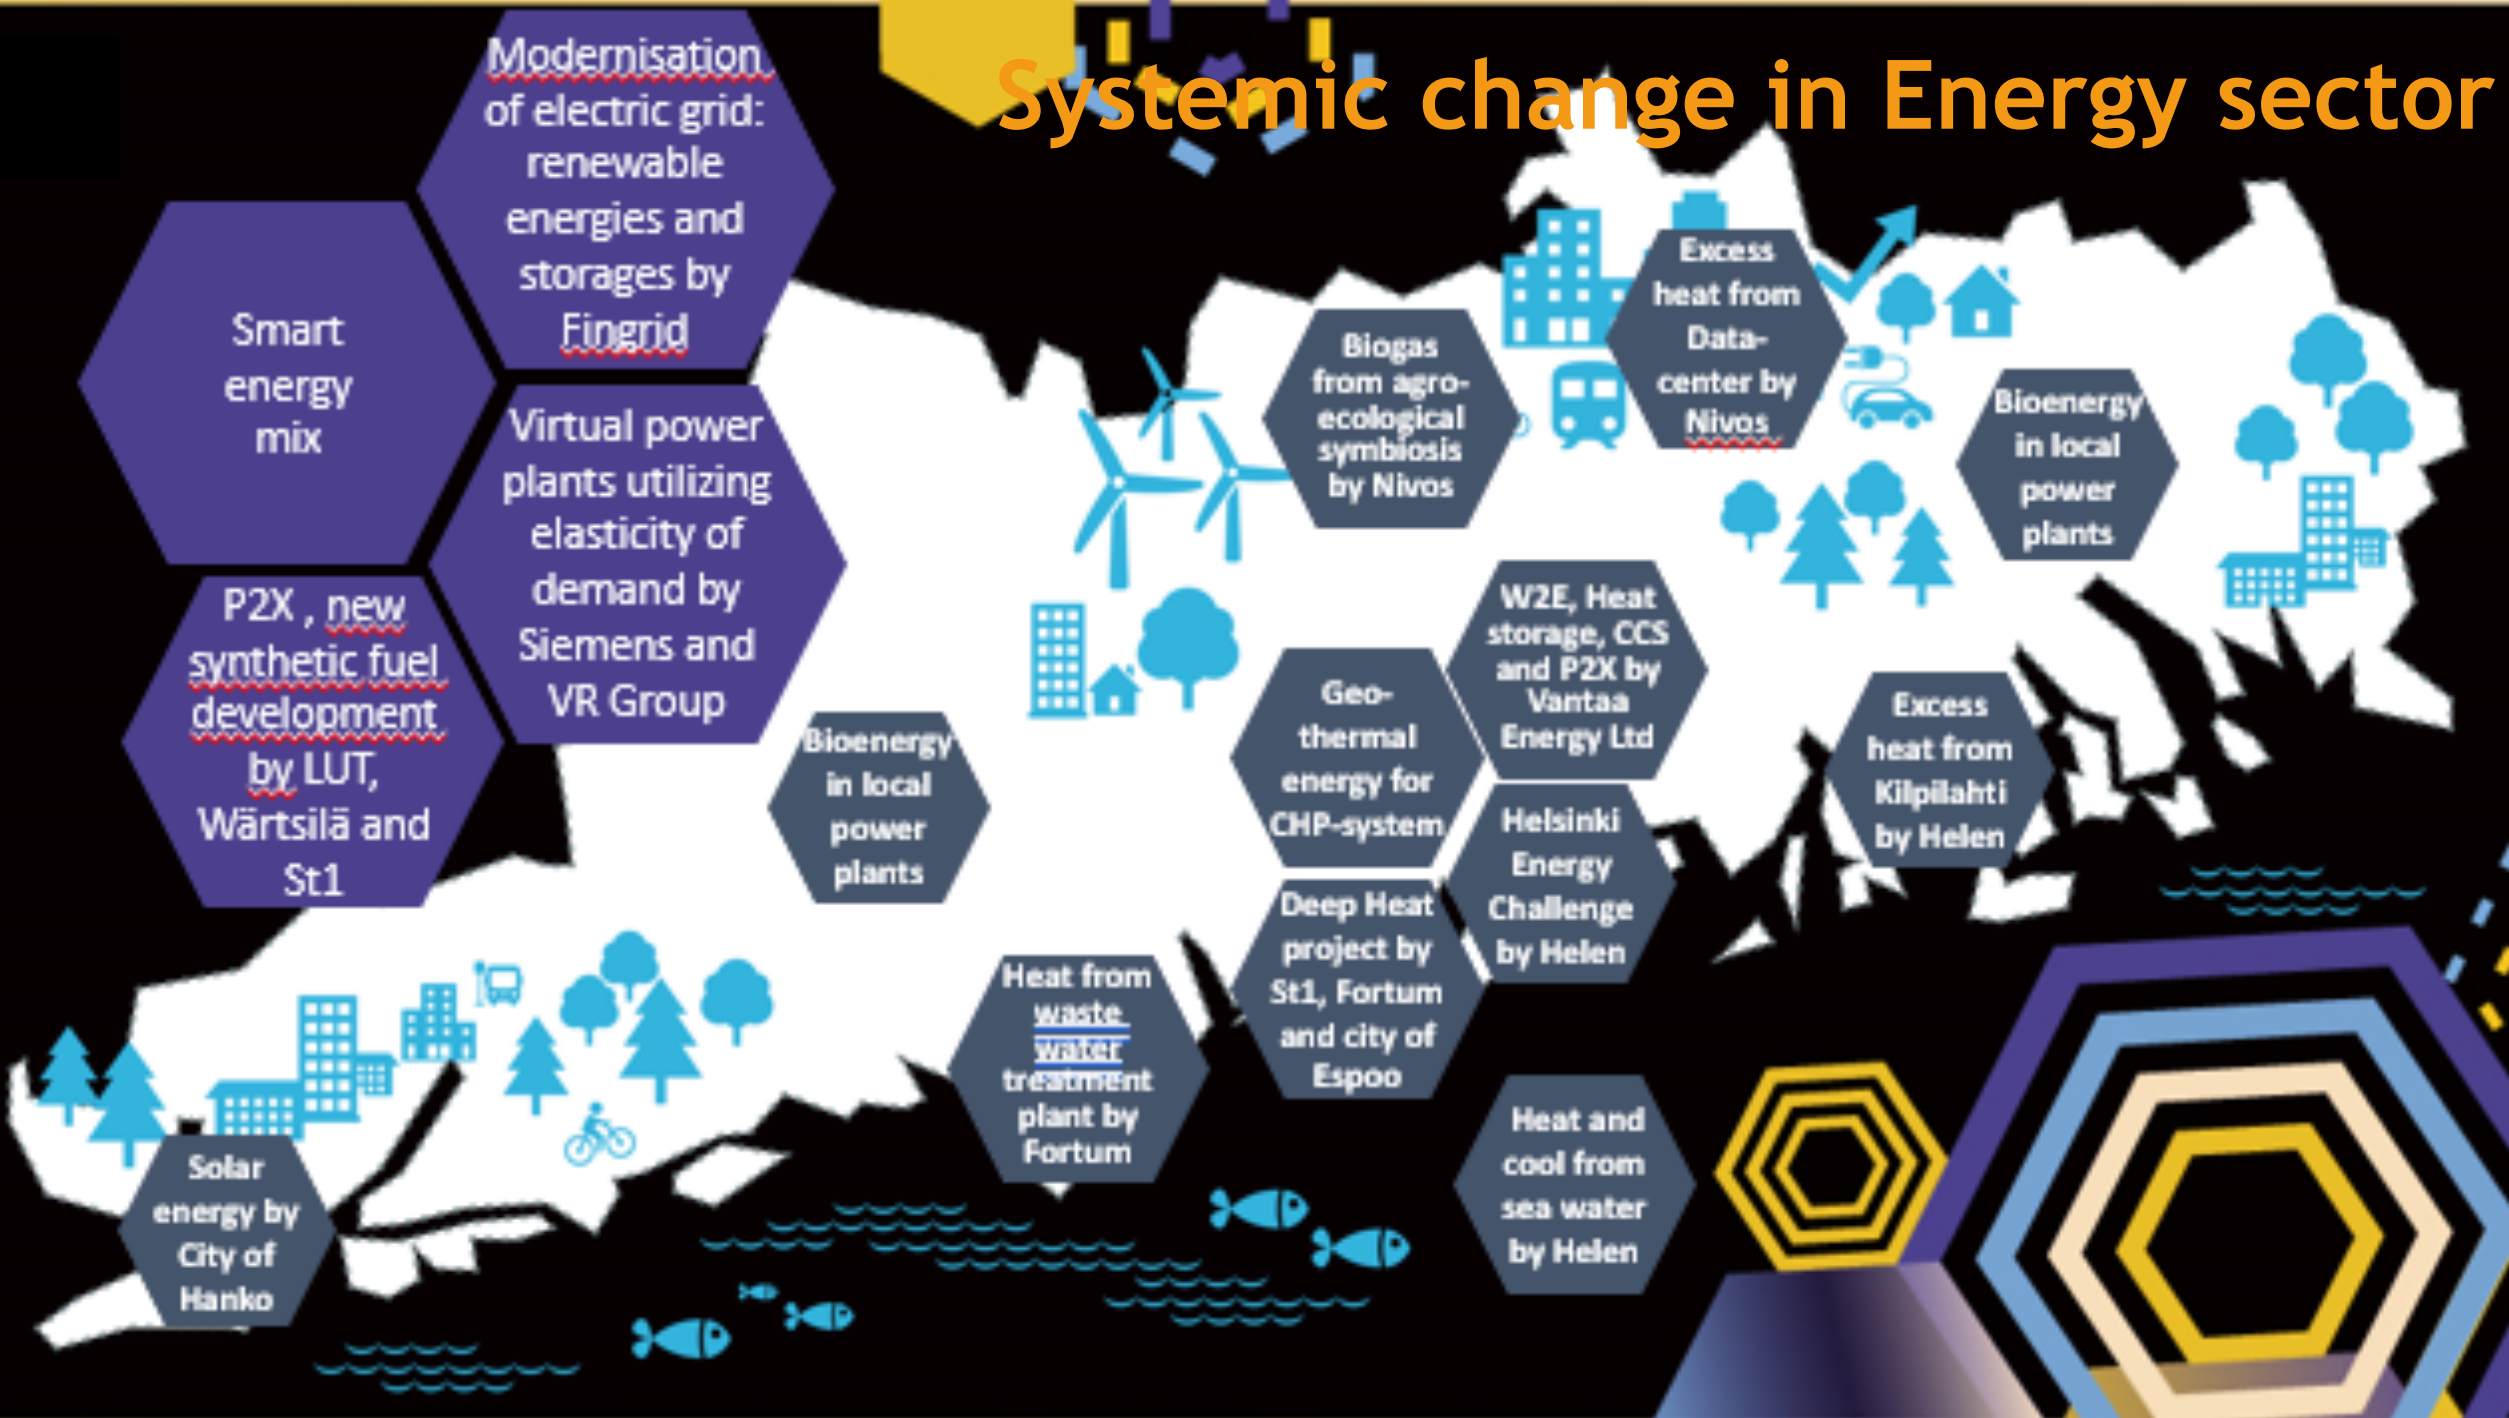 Systemic change in Energy sector
Modernisation
of electric grid:
renewable
energies and
storages by
Fingrid
Smart
energy
mix
Virtual power
plants utilizing
elasticity of
demand by
Siemens and
VR Group
P2X , new
synthetic fuel
development
by LUT,
Wärtsilä and
St1
Excess
heat from
Data-
center by
Nivos
Biogas
from agro-
ecological
symbiosis
by Nivos
Bioenergy
in local
power
plants
W2E, Heat
storage, CCS
and P2X by
Vantaa
Energy Ltd
Geo-
thermal
energy for
CHP-system
Excess
heat from
Kilpilahti
by Helen
Bioenergy
in local
power
plants
Helsinki
Energy
Challenge
by Helen
Deep Heat
project by
St1, Fortum
and city of
Espoo
Heat from
waste
water
treatment
plant by
Fortum
Heat and
cool from
sea water
by Helen
Solar
energy by
City of
Hanko